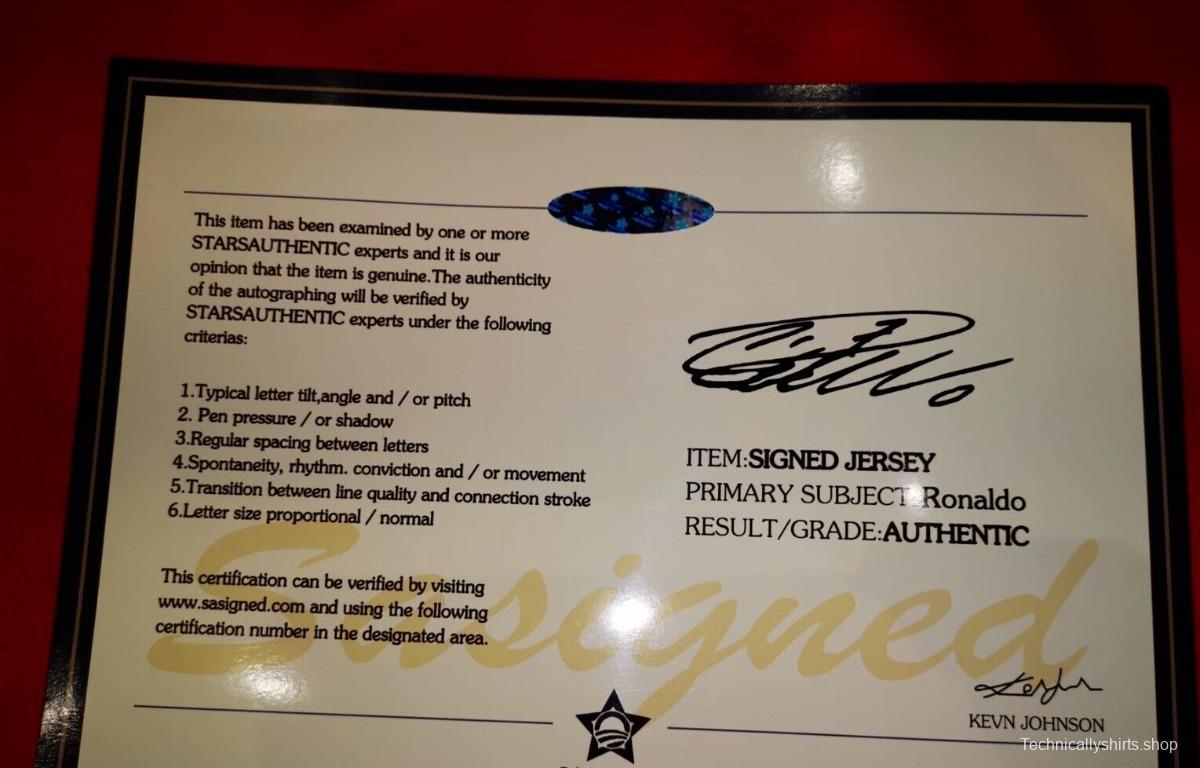 This item has been examined by one or more
STARSAUTHENTIC experts and it is our
opinion that the item is genuine.The authenticity
of the autographing will be verified by
STARSAUTHENTIC experts under the following
criterias:
1.Typical letter tilt,angle and / or pitch
2. Pen pressure / or shadow
3.Regular spacing between letters
4.Spontaneity, rhythm. conviction and / or movement
5.Transition between line quality and connection stroke
6.Letter size proportional / normal
This certification can be verified by visiting
www.sasigned.com and using the following
certification number in the designated area.
ITEM:SIGNED JERSEY
PRIMARY SUBJECT:Ronaldo
RESULT/GRADE:AUTHENTIC
Sasigned
KEVN JOHNSON
Technicallyshirts.shop